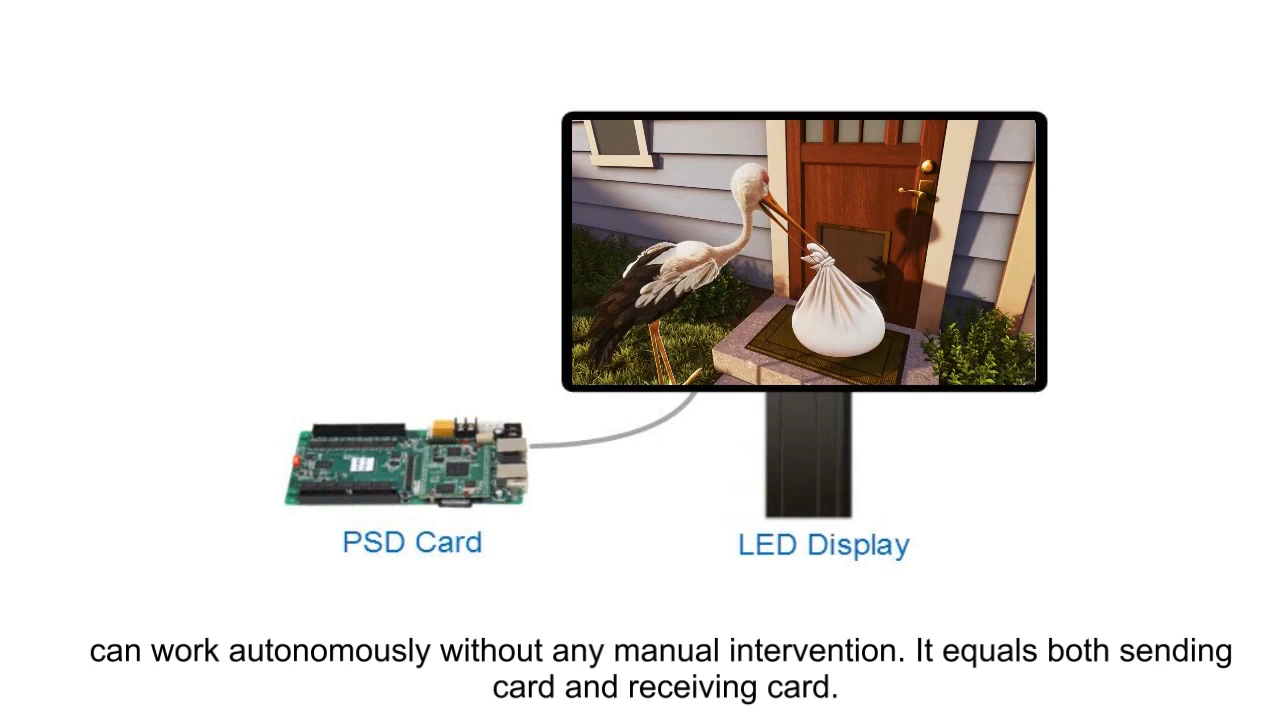 PSD Card
LED Display
can work autonomously without any manual intervention. It equals both sending
card and receiving card.